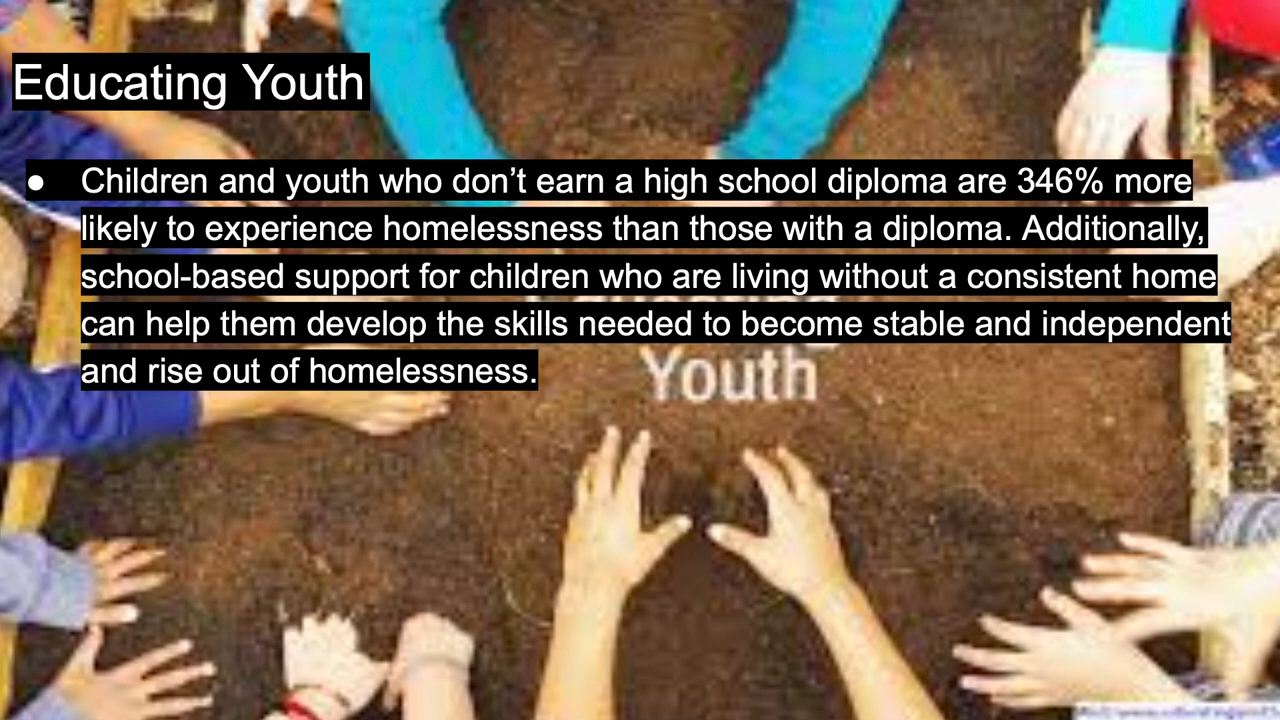 Educating Youth
● Children and youth who don’t earn a high school diploma are 346% more
likely to experience homelessness than those with a diploma. Additionally,
school-based support for children who are living without a consistent home
can help them develop the skills needed to become stable and independent
and rise out of homelessness.
Youth